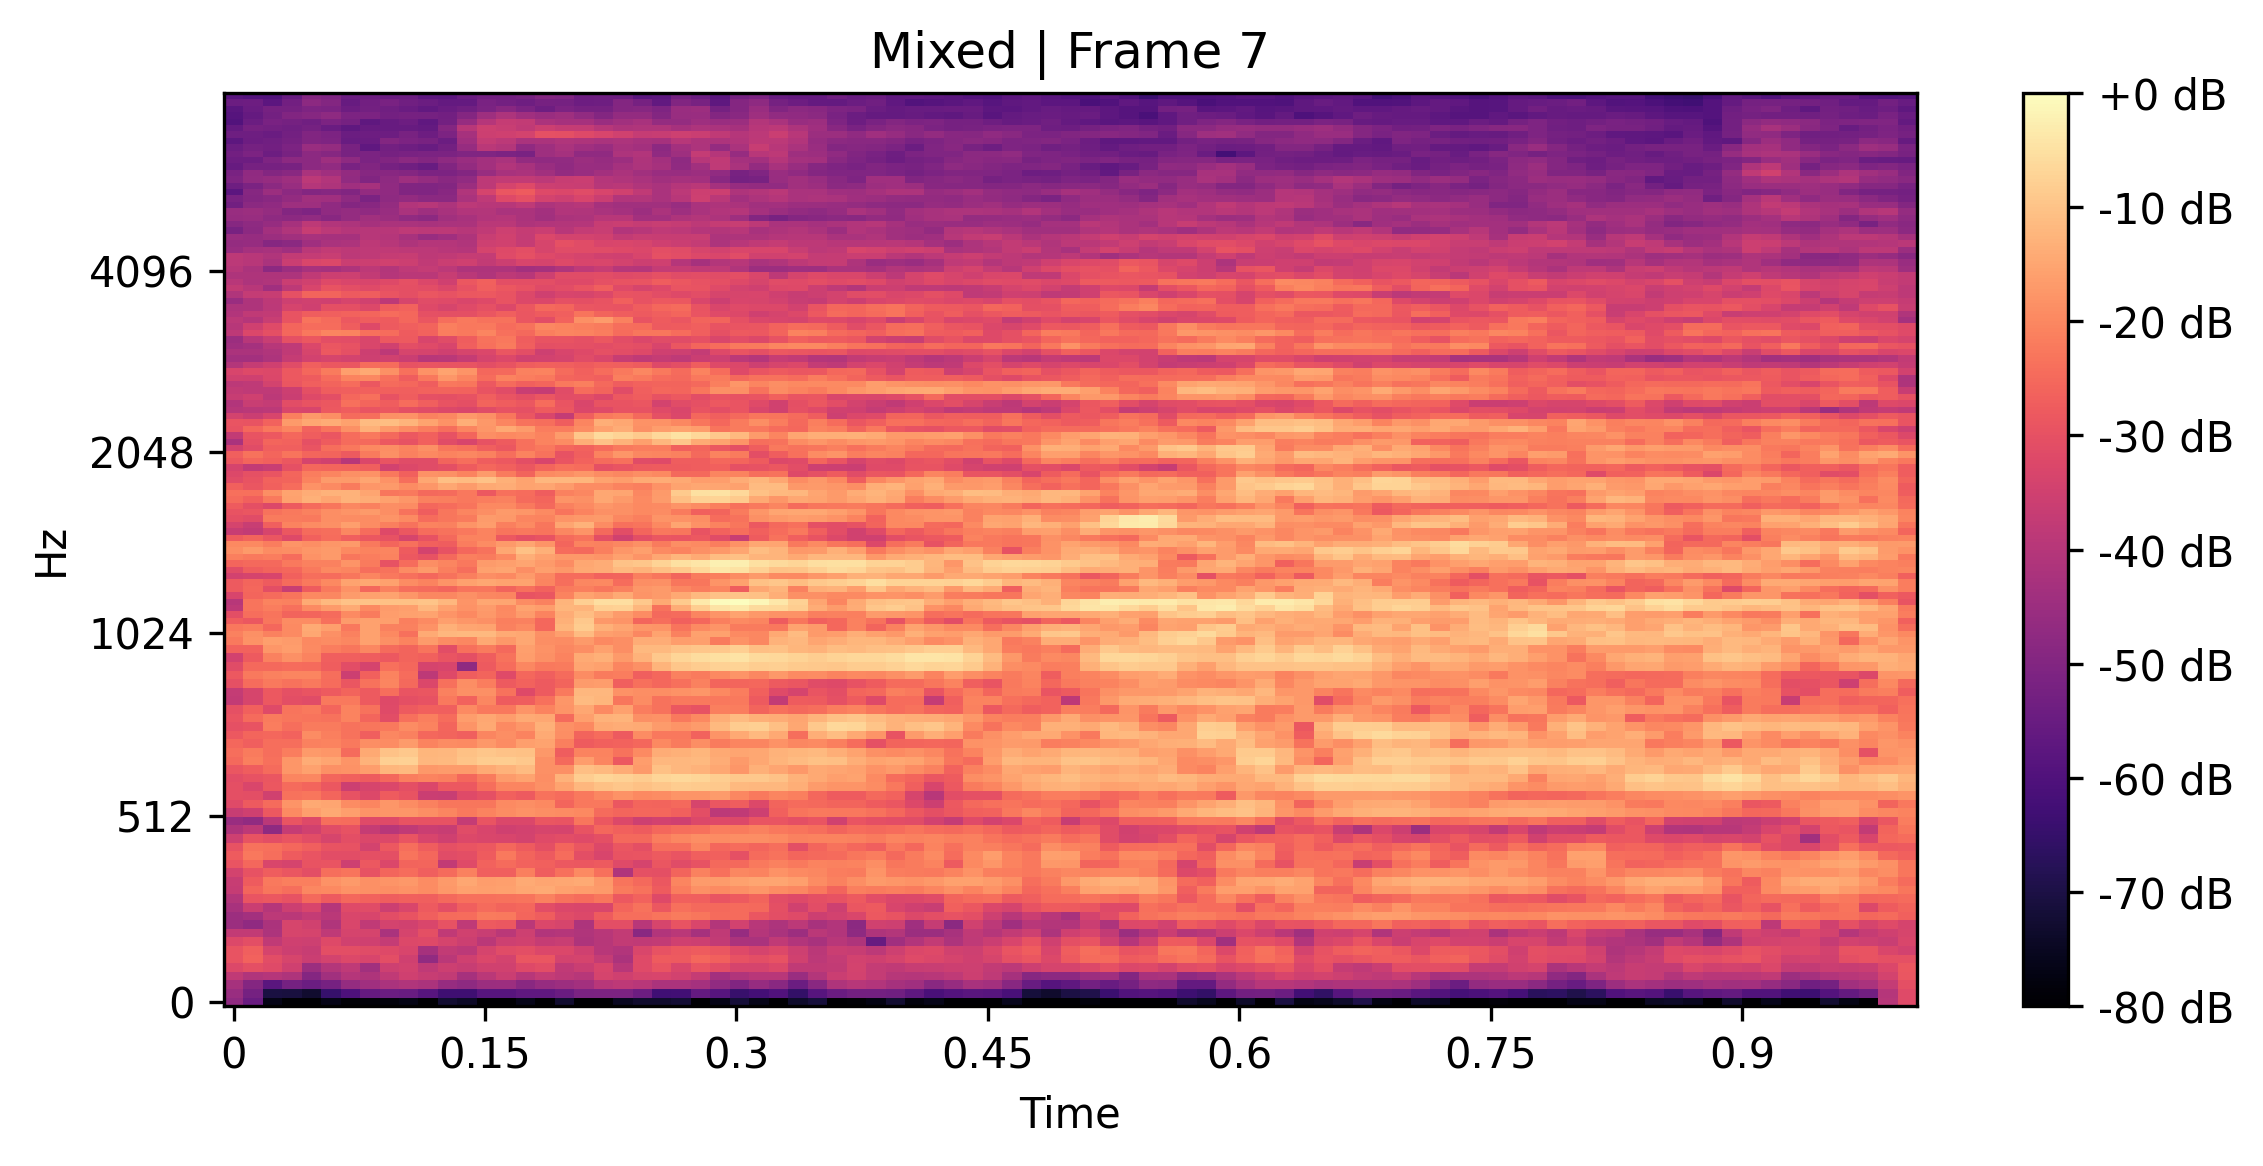 Mixed | Frame 7
+0 dB
-10 dB
-20 dB
-30 dB
-40 dB
-50 dB
-60 dB
-70 dB
-80 dB
4096
2048
1024
512
0
Hz
0 0.15 0.3 0.45 0.6 0.75 0.9
Time